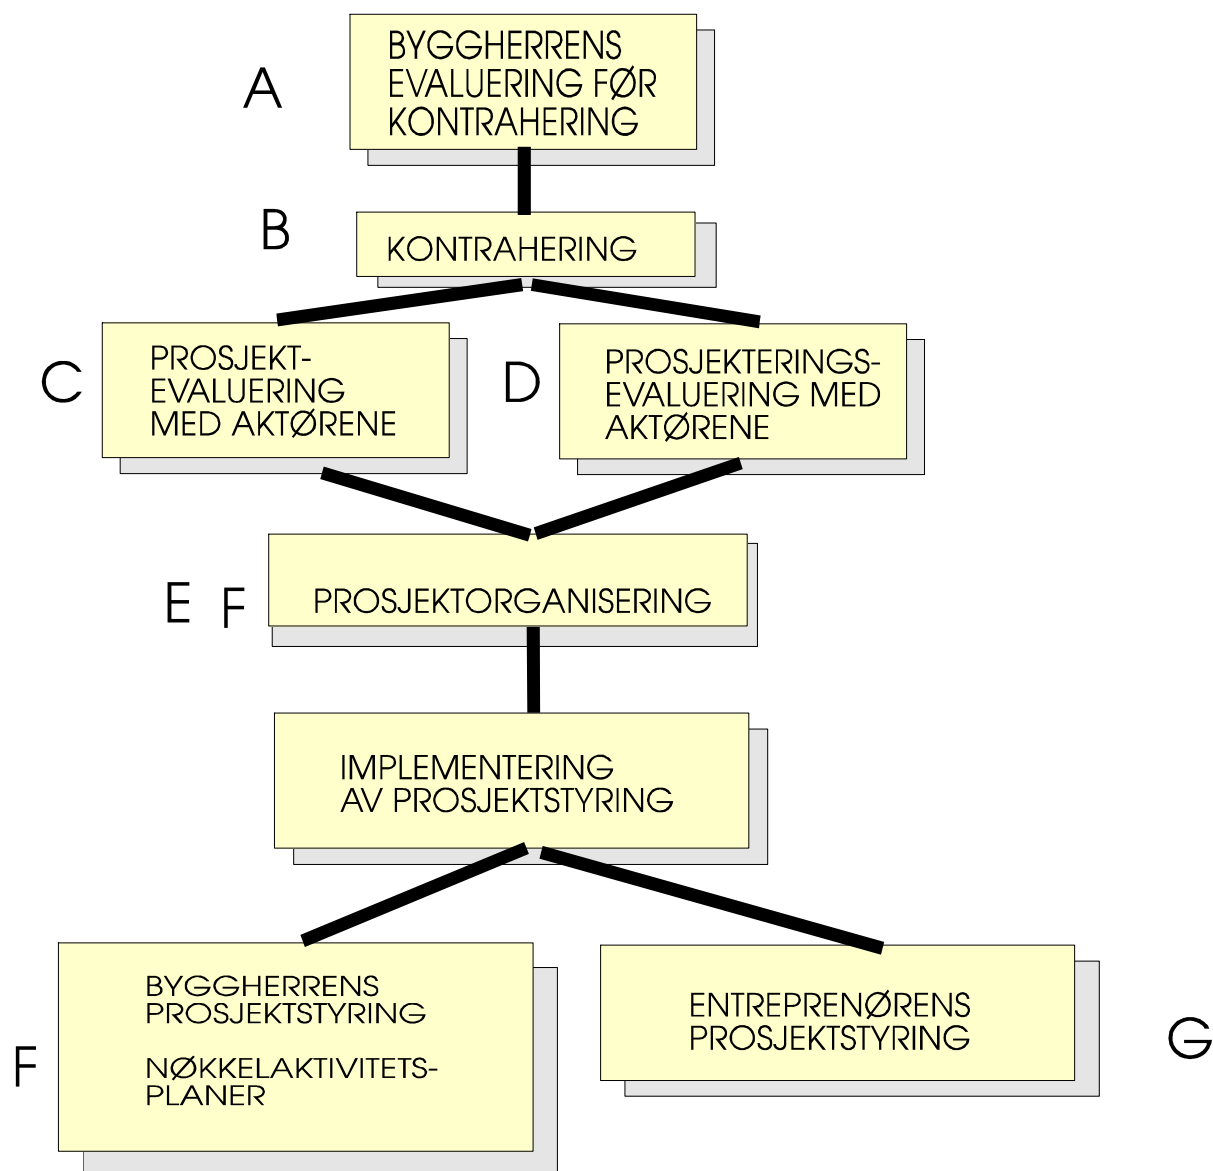 A
BYGGHERRENS
EVALUERING FØR
KONTRAHERING
B
KONTRAHERING
C
PROSJEKT-
EVALUERING
MED AKTØRENE
D
PROSJEKTERINGS-
EVALUERING MED
AKTØRENE
E F
PROSJEKTORGANISERING
IMPLEMENTERING
AV PROSJEKTSTYRING
F
BYGGHERRENS
PROSJEKTSTYRING
NØKKELAKTIVITETS-
PLANER
ENTREPRENØRENS
PROSJEKTSTYRING
G